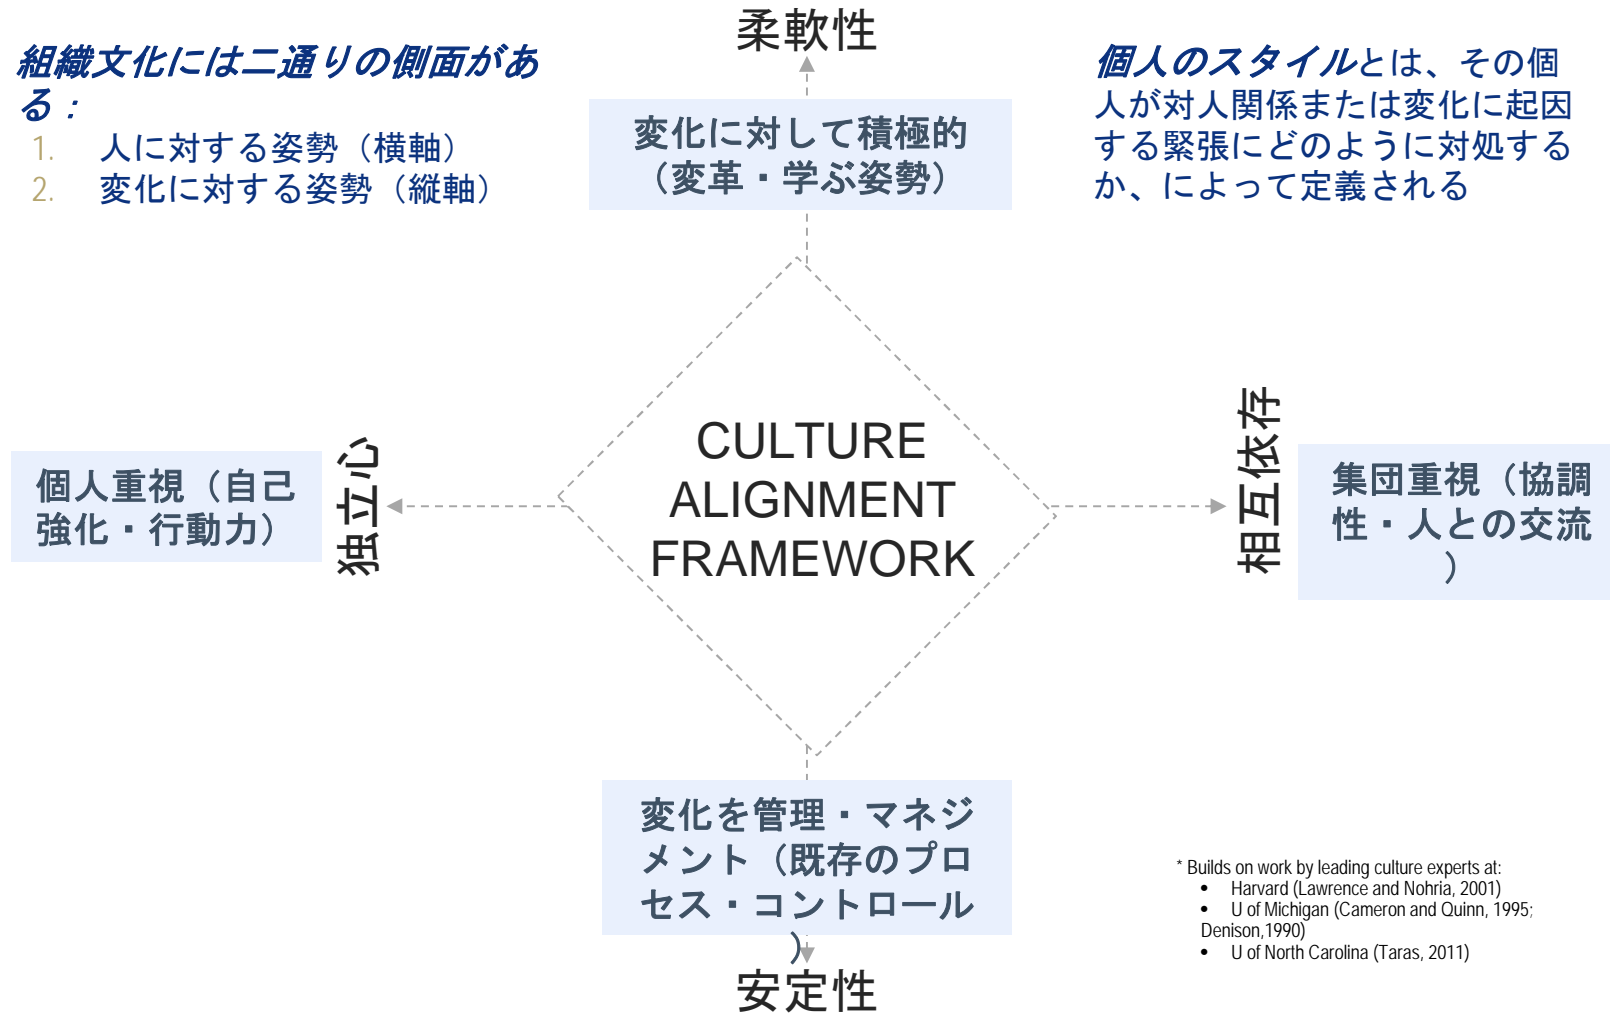 柔軟性
組織文化には二通りの側面があ
る：
1. 人に対する姿勢（横軸）
2. 変化に対する姿勢（縦軸）
個人のスタイルとは、その個
人が対人関係または変化に起因
する緊張にどのように対処する
か、によって定義される
変化に対して積極的
（変革・学ぶ姿勢）
個人重視（自己
強化・行動力）
独立心
CULTURE
ALIGNMENT
FRAMEWORK
相互依存
集団重視（協調
性・人との交流
）
変化を管理・マネジ
メント（既存のプロ
セス・コントロール
）
安定性
* Builds on work by leading culture experts at:
• Harvard (Lawrence and Nohria, 2001)
• U of Michigan (Cameron and Quinn, 1995;
Denison,1990)
• U of North Carolina (Taras, 2011)